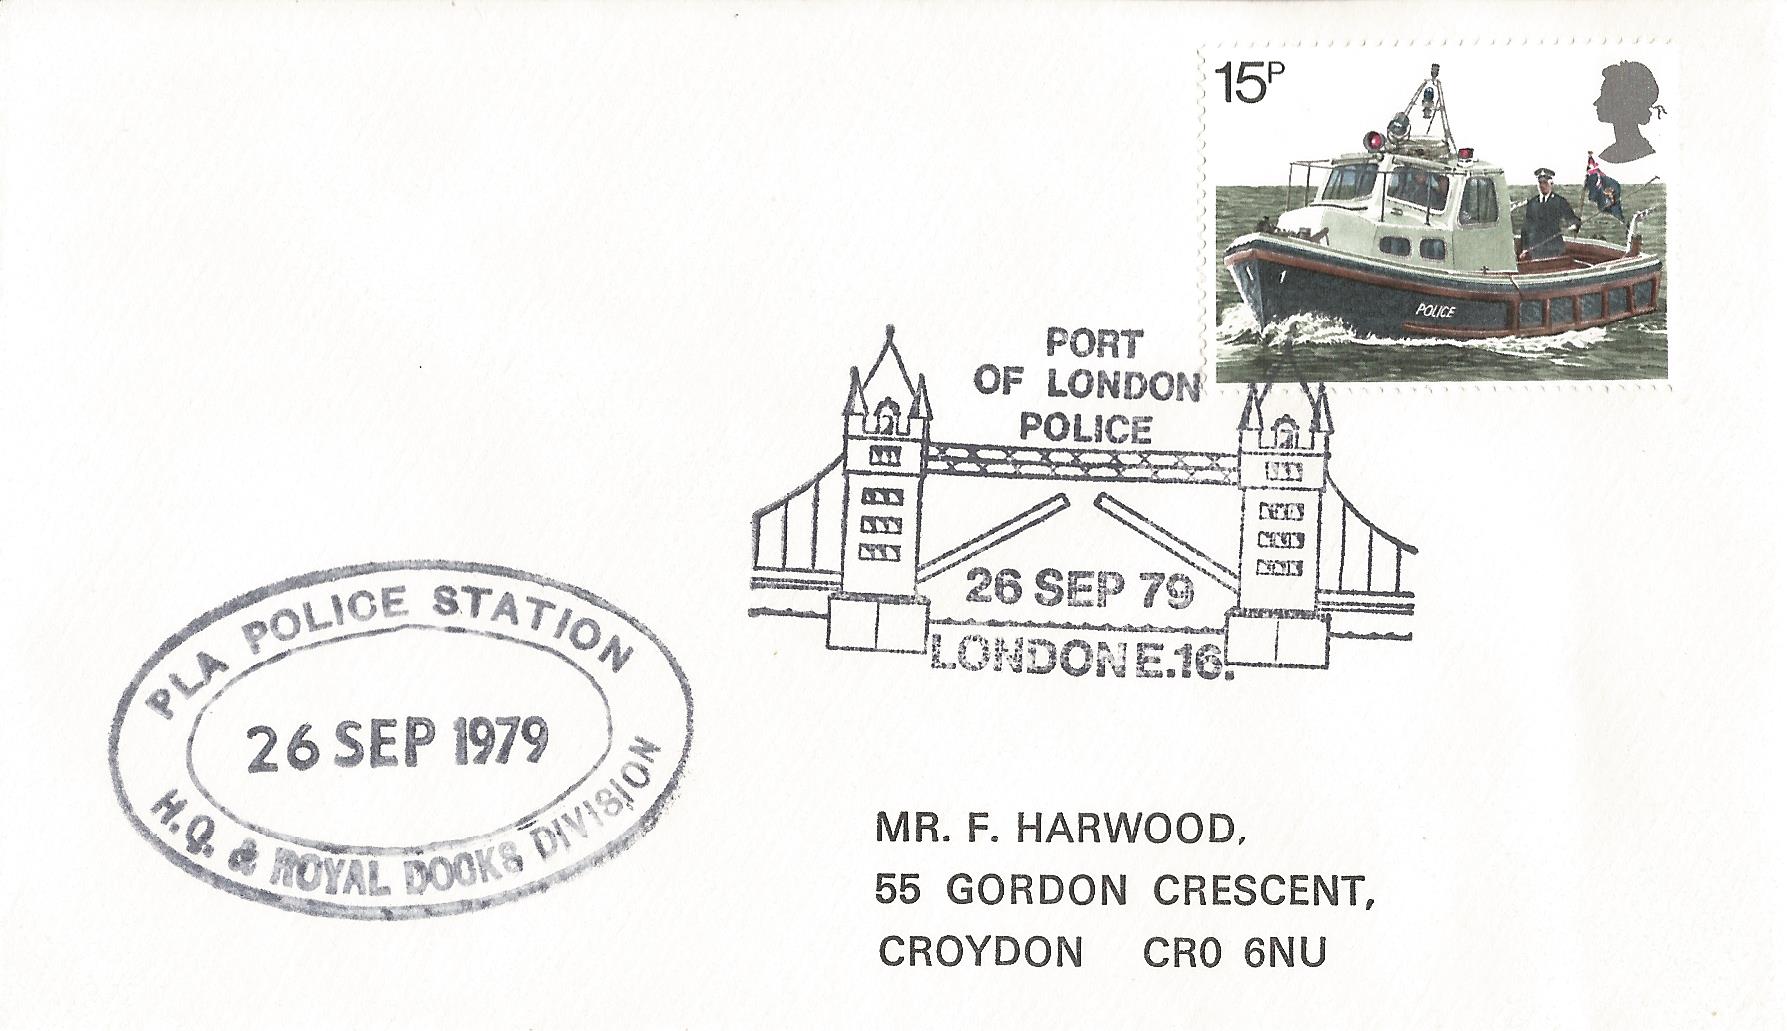 15P
1
POLICE
PORT
OF LONDON
POLICE
26 SEP 79
LONDON E.16.
PLA POLICE STATION
26 SEP 1979
H.Q. & ROYAL DOCKS DIVISION
MR. F. HARWOOD,
55 GORDON CRESCENT,
CROYDON CR0 6NU